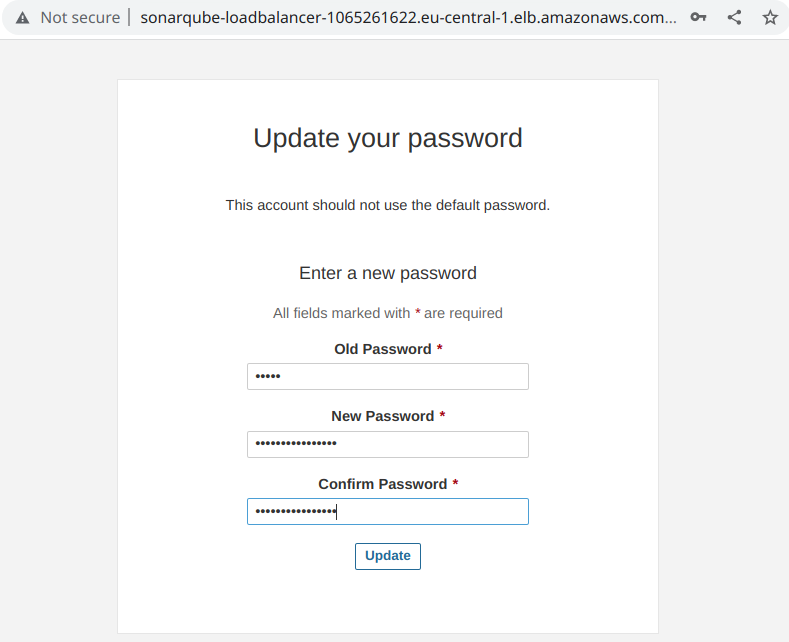 Not secure | sonarqube-loadbalancer-1065261622.eu-central-1.elb.amazonaws.com...
Update your password
This account should not use the default password.
Enter a new password
All fields marked with * are required
Old Password *
•••••
New Password *
••••••••••••••••
Confirm Password *
••••••••••••••••
Update